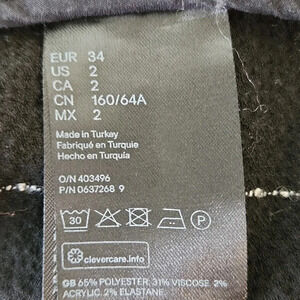 EUR 34
US 2
CA 2
CN 160/64A
MX 2
Made in Turkey
Fabriqué en Turquie
Hecho en Turquía
O/N 403496
P/N 0637268 9
30 P
clevercare.info
GB 65% POLYESTER. 31% VISCOSE. 2%
ACRYLIC. 2% ELASTANE.